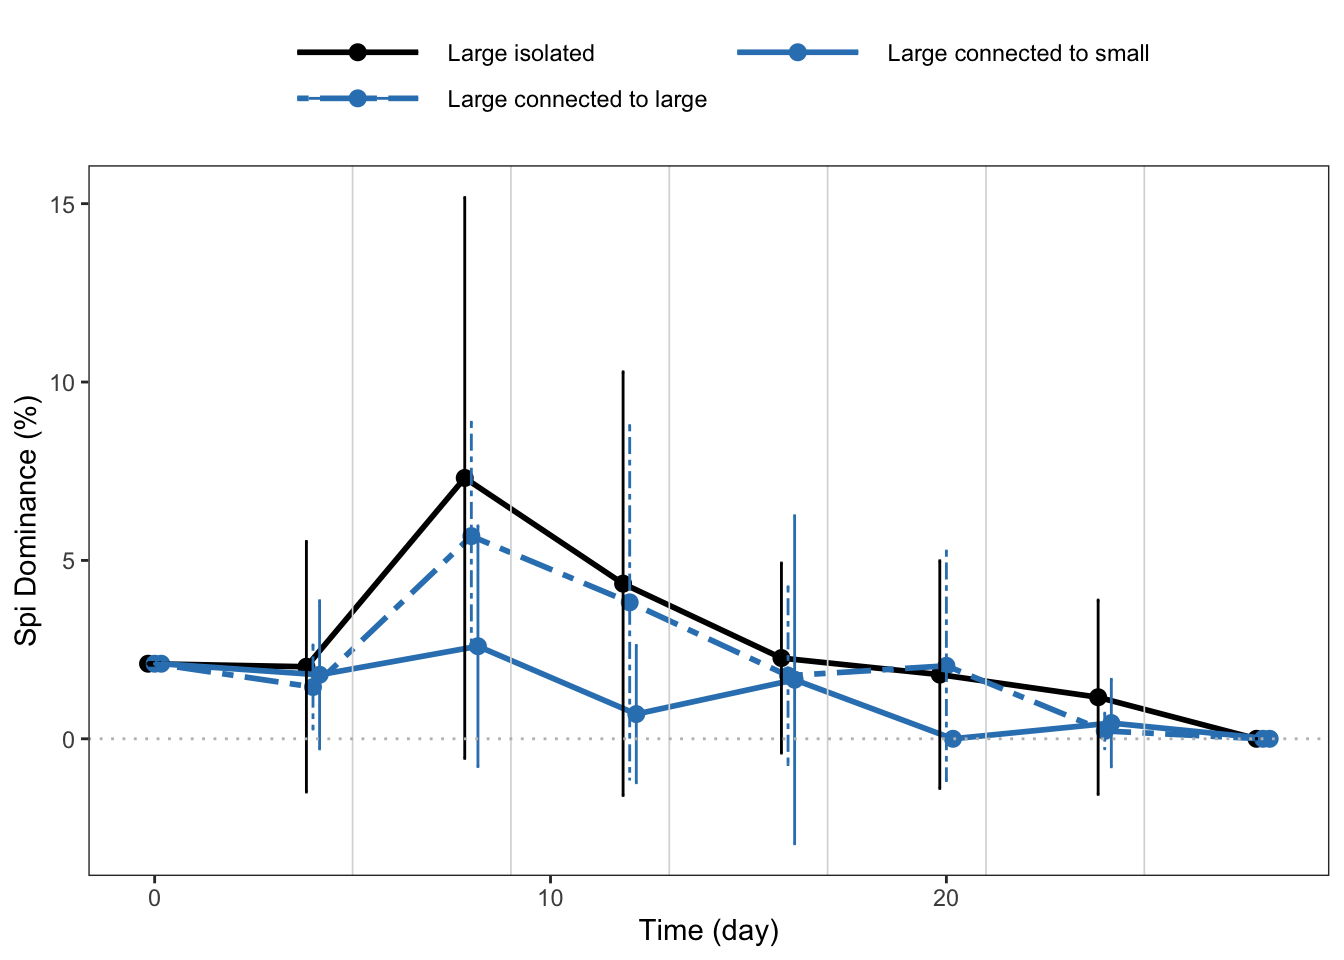 Large isolated
Large connected to small
Large connected to large
Spi Dominance (%)
15
10
5
0
0
10
20
Time (day)